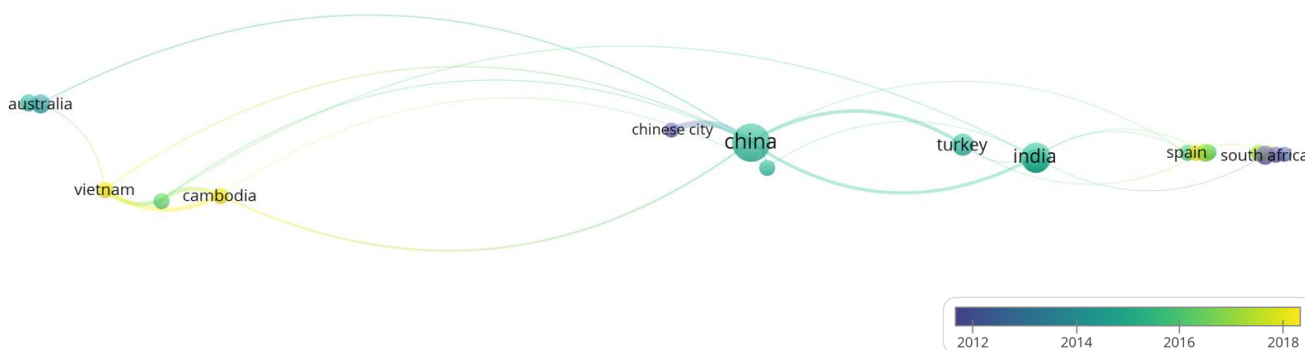 australia
vietnam
cambodia
chinese city
china
turkey
india
spain
south africa
2012
2014
2016
2018